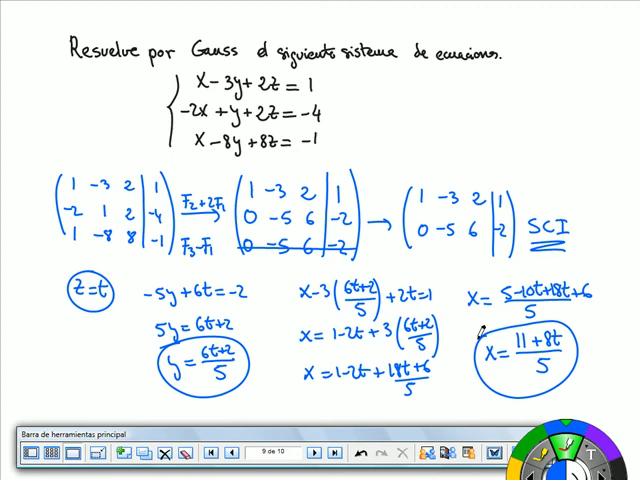 Resuelve por Gauss el siguiente sistema de ecuaciones.
x - 3y + 2z = 1
-2x + y + 2z = -4
x - 8y + 8z = -1
1 -3 2 | 1
-2 1 2 | -4
1 -8 8 | -1
F2 + 2F1
F3 - F1
→
1 -3 2 | 1
0 -5 6 | -2
0 -5 6 | -2
→
1 -3 2 | 1
0 -5 6 | -2
SCI
z = t
-5y + 6t = -2
5y = 6t + 2
y = (6t+2)/5
x - 3 (6t+2 / 5) + 2t = 1
x = 1 - 2t + 3 (6t+2 / 5)
x = 1 - 2t + (18t+6)/5
x = (5 - 10t + 18t + 6)/5
x = (11 + 8t)/5
Barra de herramientas principal
9 de 10
T